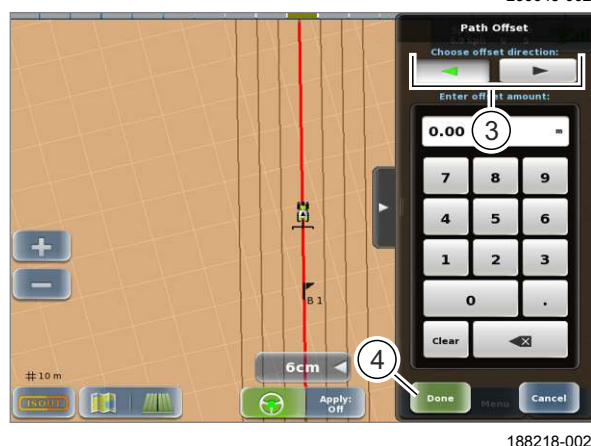 Path Offset
Choose offset direction:
3
Enter offset amount:
0.00 m
7 8 9
4 5 6
1 2 3
0 .
Clear
B 1
6cm
4
10 m
ISOUT
Apply:
Off
Done
Menu
Cancel
188218-002